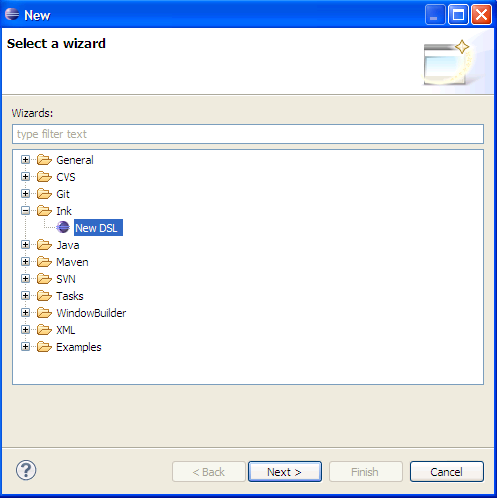 New
Select a wizard
Wizards:
type filter text
General
CVS
Git
Ink
New DSL
Java
Maven
SVN
Tasks
WindowBuilder
XML
Examples
? < Back Next > Finish Cancel